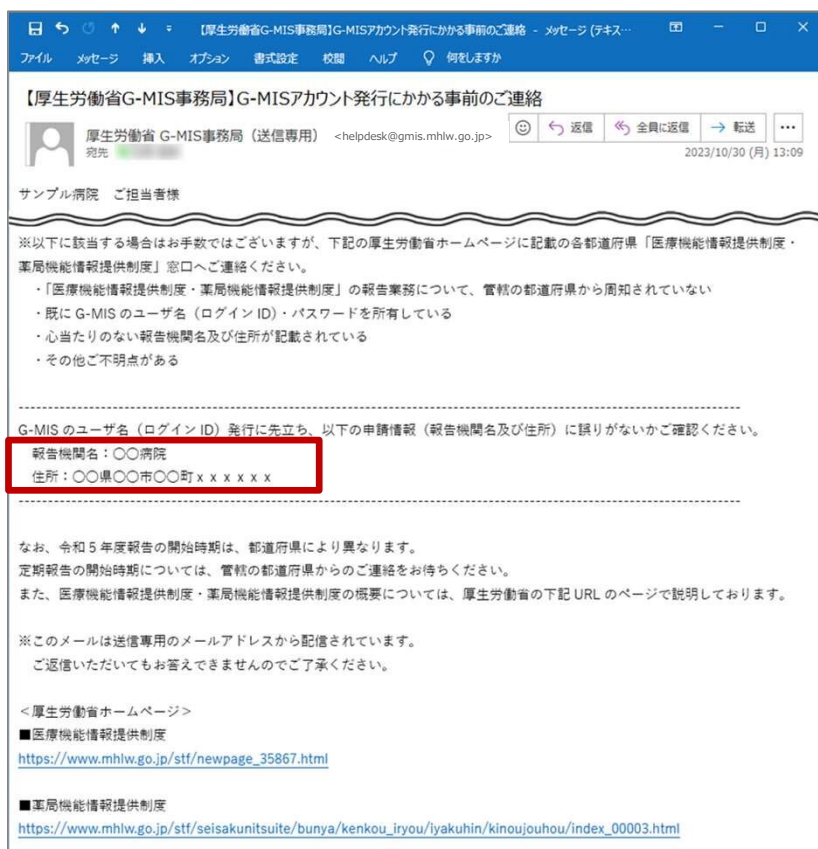 【厚生労働省G-MIS事務局】G-MISアカウント発行にかかる事前のご連絡 - メッセージ (テキス…
ファイル メッセージ 挿入 オプション 書式設定 校閲 ヘルプ 何をしますか
【厚生労働省G-MIS事務局】G-MISアカウント発行にかかる事前のご連絡
厚生労働省 G-MIS事務局（送信専用） <helpdesk@gmis.mhlw.go.jp>
返信 全員に返信 転送 …
宛先
2023/10/30 (月) 13:09
サンプル病院 ご担当者様
※以下に該当する場合はお手数ではございますが、下記の厚生労働省ホームページに記載の各都道府県「医療機能情報提供制度・
薬局機能情報提供制度」窓口へご連絡ください。
・「医療機能情報提供制度・薬局機能情報提供制度」の報告業務について、管轄の都道府県から周知されていない
・既に G-MIS のユーザ名（ログイン ID）・パスワードを所有している
・心当たりのない報告機関名及び住所が記載されている
・その他ご不明点がある
G-MIS のユーザ名（ログイン ID）発行に先立ち、以下の申請情報（報告機関名及び住所）に誤りがないかご確認ください。
報告機関名：〇〇病院
住所：〇〇県〇〇市〇〇町ｘｘｘｘｘｘ
なお、令和５年度報告の開始時期は、都道府県により異なります。
定期報告の開始時期については、管轄の都道府県からのご連絡をお待ちください。
また、医療機能情報提供制度・薬局機能情報提供制度の概要については、厚生労働省の下記 URL のページで説明しております。
※このメールは送信専用のメールアドレスから配信されています。
ご返信いただいてもお答えできませんのでご了承ください。
＜厚生労働省ホームページ＞
■医療機能情報提供制度
https://www.mhlw.go.jp/stf/newpage_35867.html
■薬局機能情報提供制度
https://www.mhlw.go.jp/stf/seisakunitsuite/bunya/kenkou_iryou/iyakuhin/kinoujouhou/index_00003.html